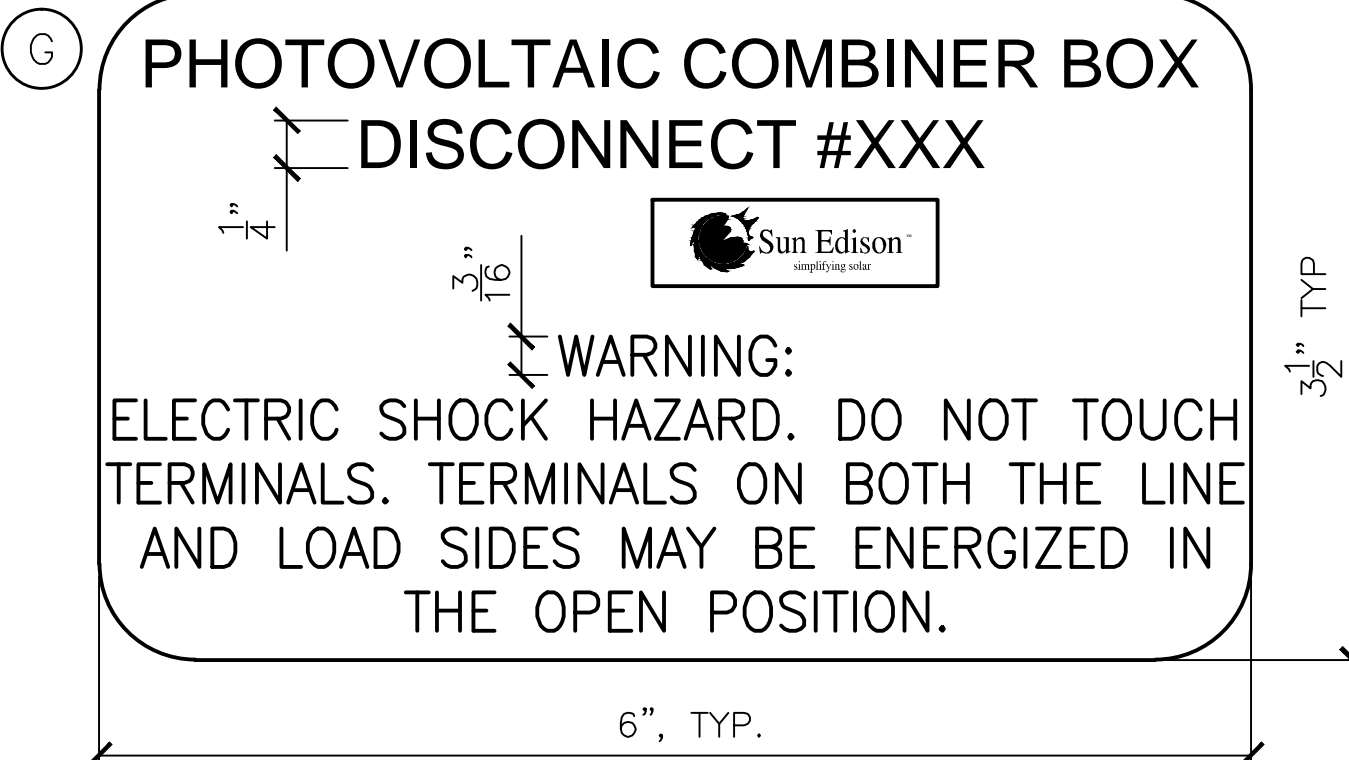 G
PHOTOVOLTAIC COMBINER BOX
DISCONNECT #XXX
1/4"
Sun Edison™
simplifying solar
3/16"
WARNING:
ELECTRIC SHOCK HAZARD. DO NOT TOUCH
TERMINALS. TERMINALS ON BOTH THE LINE
AND LOAD SIDES MAY BE ENERGIZED IN
THE OPEN POSITION.
3 1/2" TYP
6", TYP.